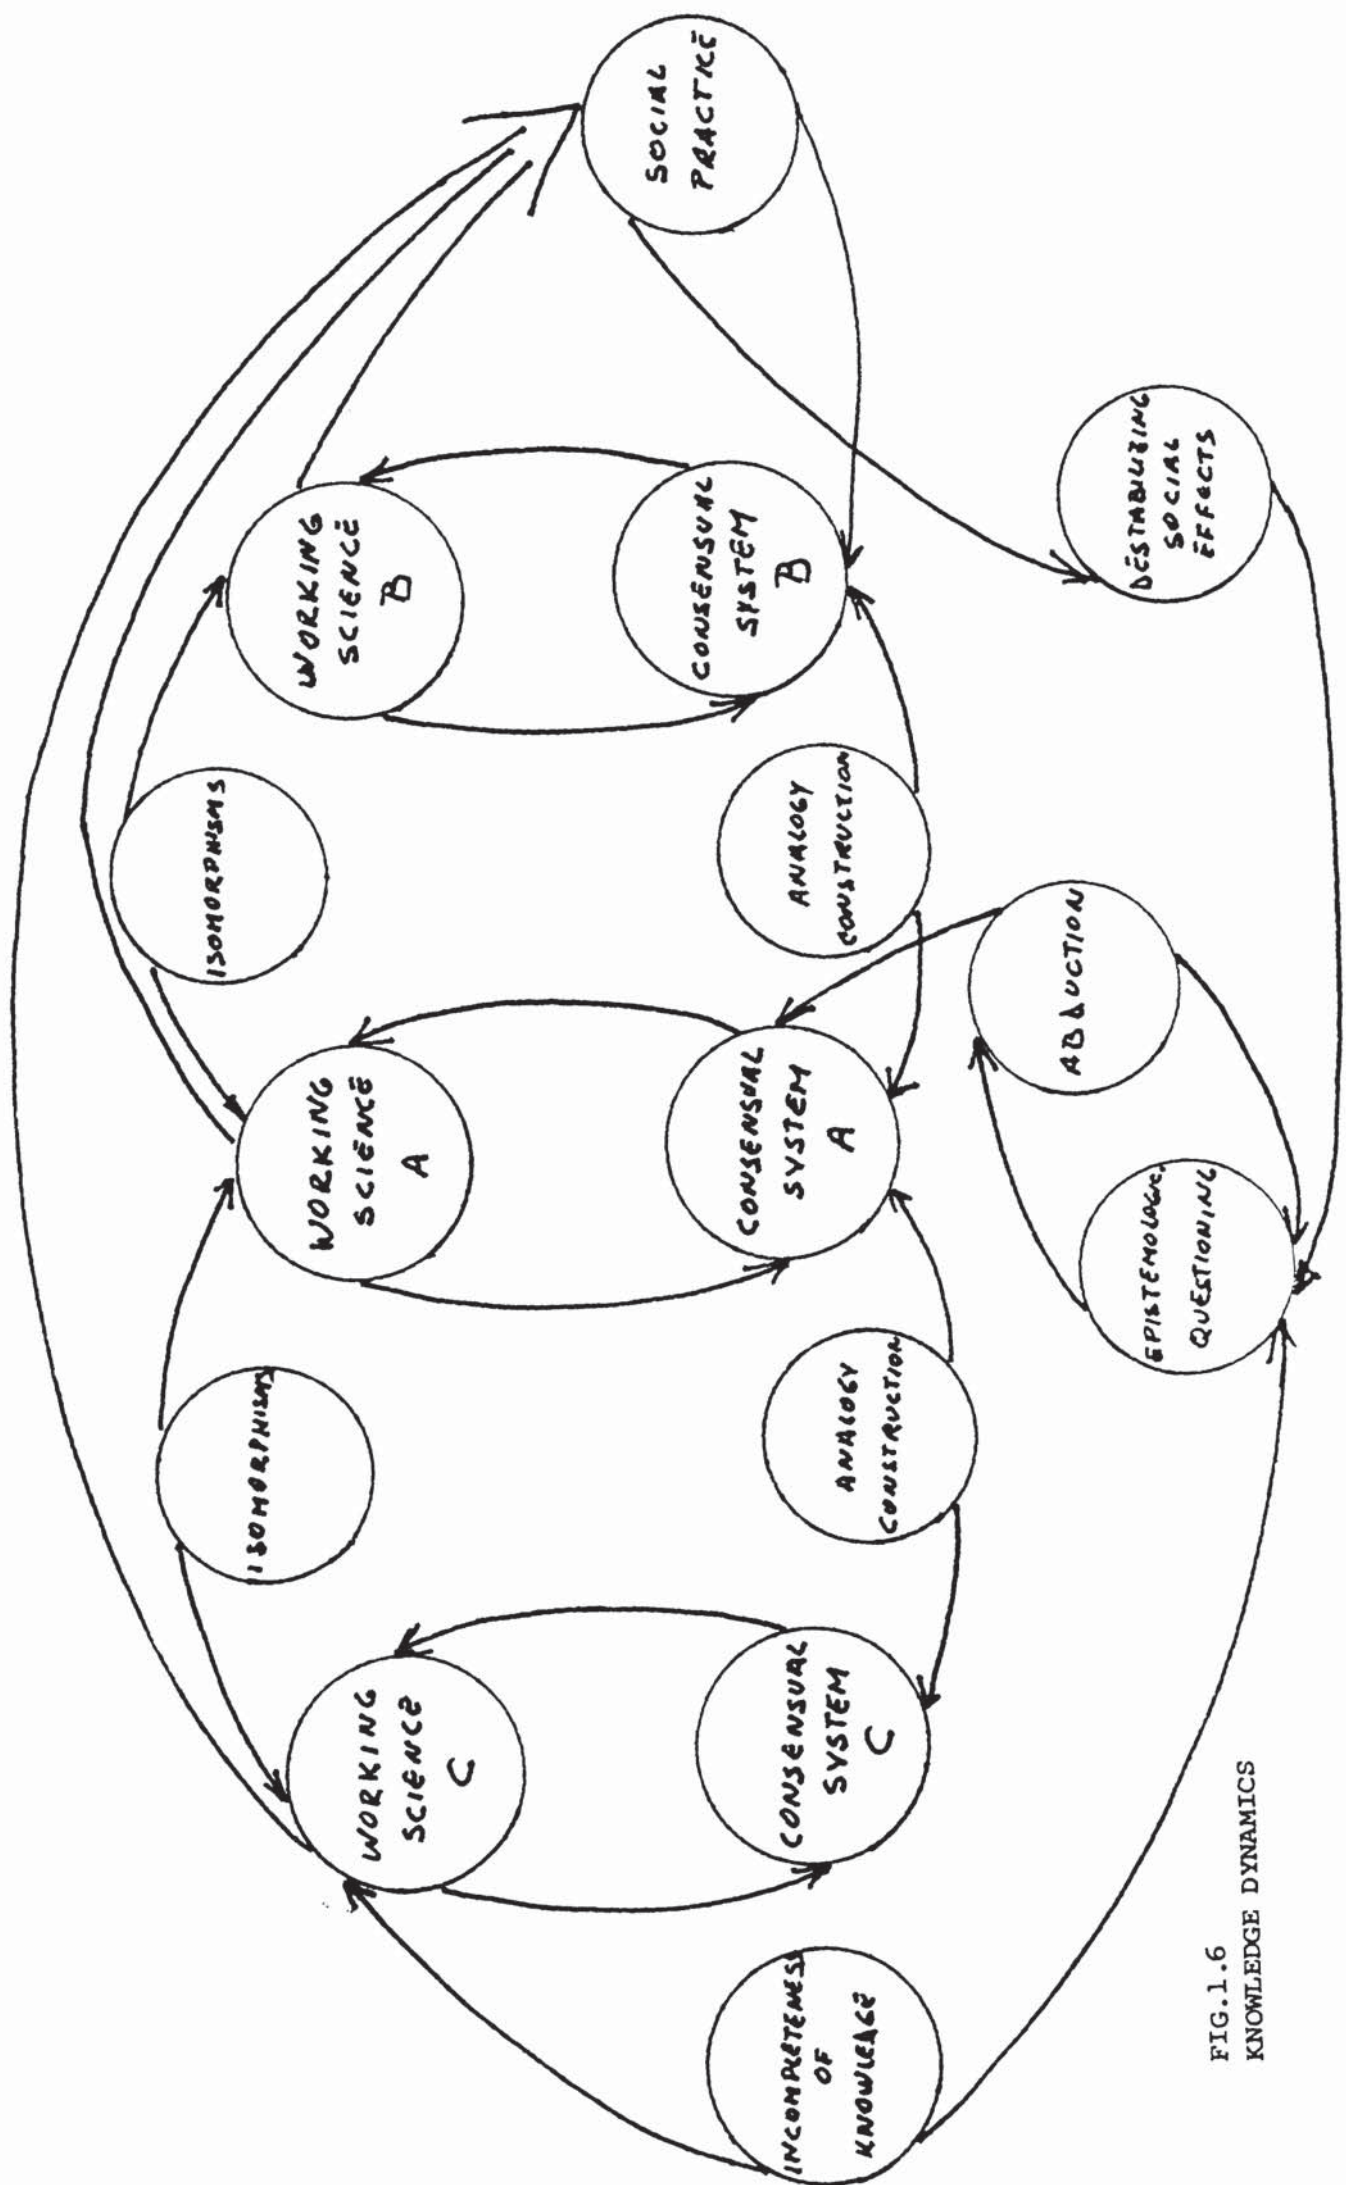 INCOMPLETENESS
OF
KNOWLEDGE
WORKING
SCIENCE
C
CONSENSUAL
SYSTEM
C
ISOMORPHISMS
ANALOGY
CONSTRUCTION
WORKING
SCIENCE
A
CONSENSUAL
SYSTEM
A
EPISTEMOLOGIC.
QUESTIONING
ABDUCTION
ISOMORPHISMS
ANALOGY
CONSTRUCTION
WORKING
SCIENCE
B
CONSENSUAL
SYSTEM
B
DESTABILIZING
SOCIAL
EFFECTS
SOCIAL
PRACTICE
FIG.1.6
KNOWLEDGE DYNAMICS